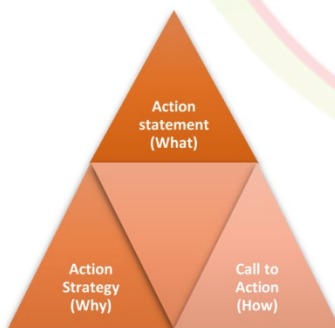 Action
statement
(What)
Action
Strategy
(Why)
Call to
Action
(How)